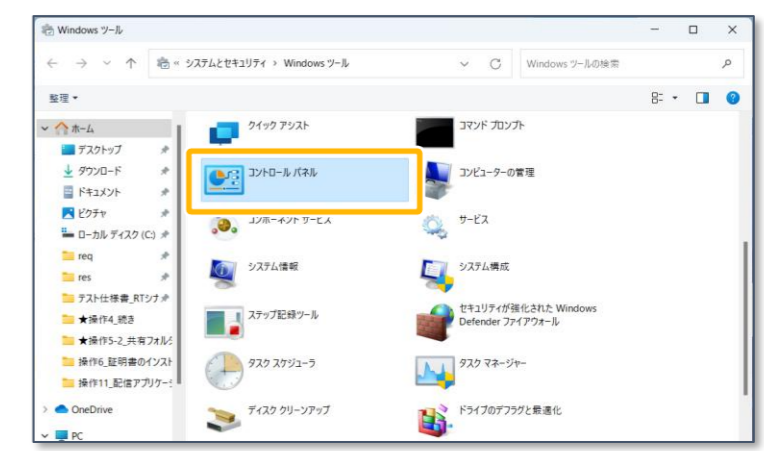 Windows ツール
« システムとセキュリティ › Windows ツール
Windows ツールの検索
整理
ホーム
デスクトップ
ダウンロード
ドキュメント
ピクチャ
ローカル ディスク (C:)
req
res
テスト仕様書_RTシナ
★操作4_続き
★操作5-2_共有フォルダ
操作6_証明書のインスト
操作11_配信アプリケーシ
OneDrive
PC
クイック アシスト
コマンド プロンプト
コントロール パネル
コンピューターの管理
コンポーネント サービス
サービス
システム情報
システム構成
ステップ記録ツール
セキュリティが強化された Windows
Defender ファイアウォール
タスク スケジューラ
タスク マネージャー
ディスク クリーンアップ
ドライブのデフラグと最適化